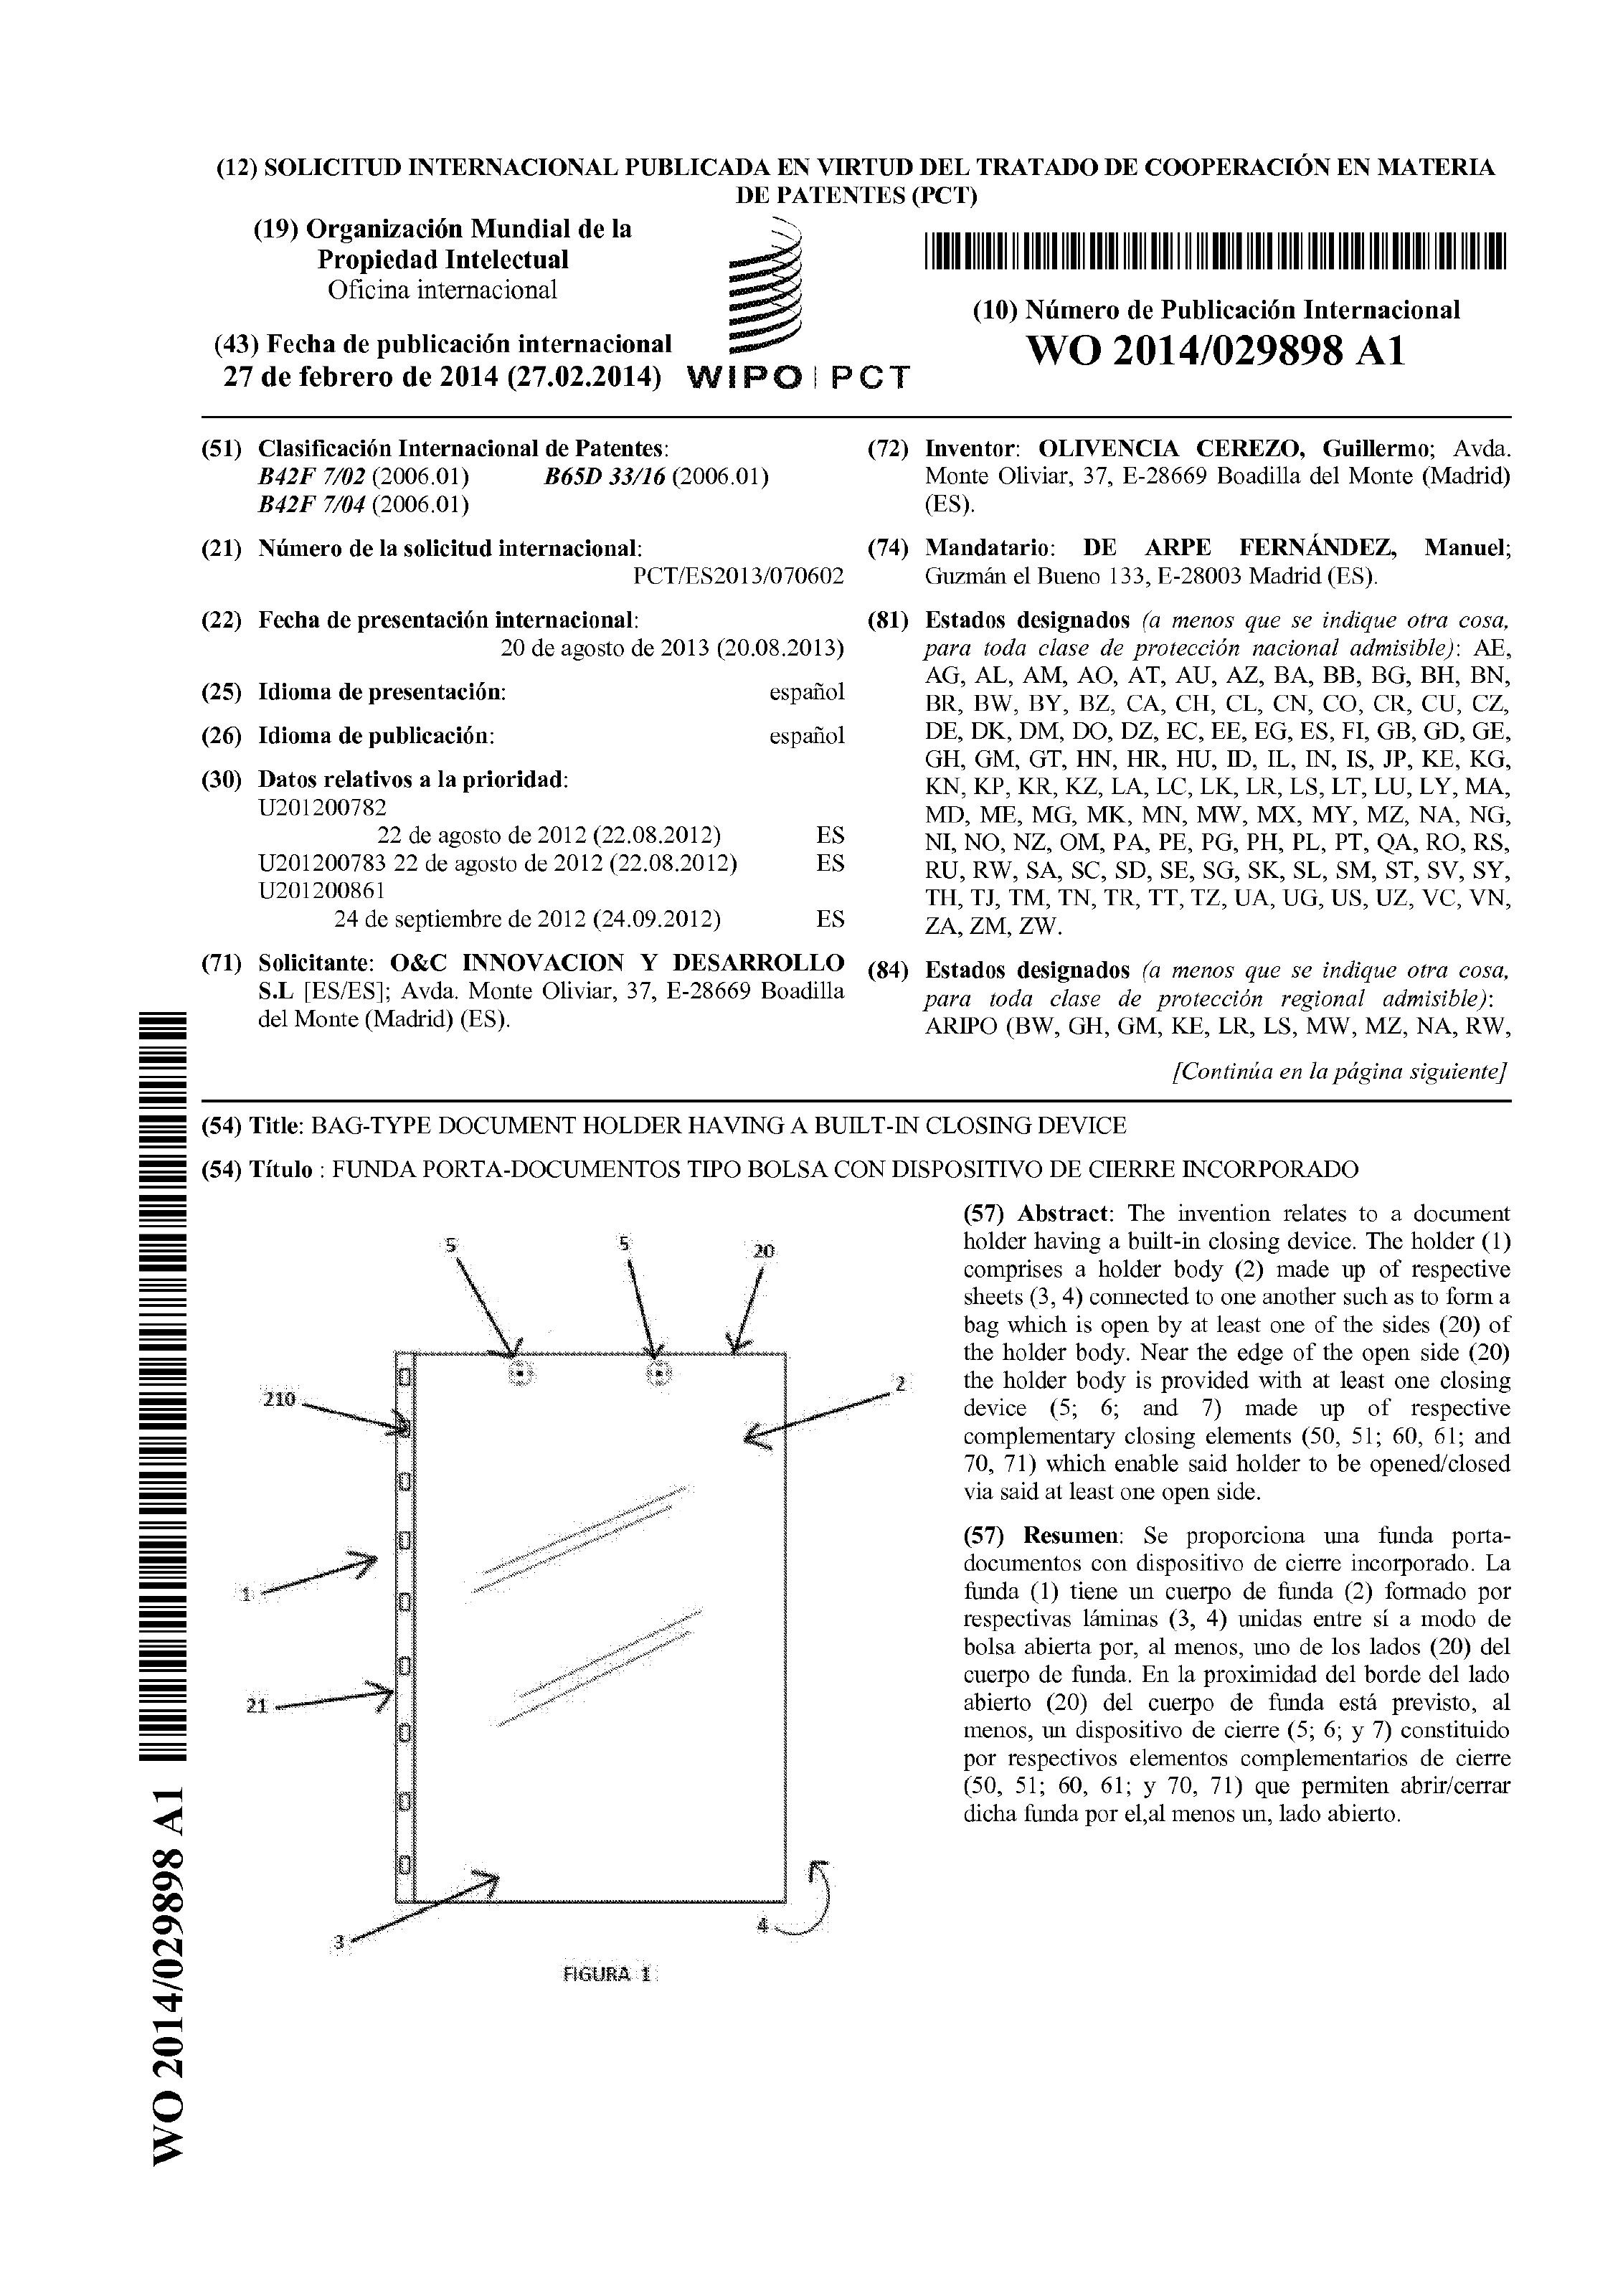 (12) SOLICITUD INTERNACIONAL PUBLICADA EN VIRTUD DEL TRATADO DE COOPERACIÓN EN MATERIA
DE PATENTES (PCT)
(19) Organización Mundial de la
Propiedad Intelectual
Oficina internacional
(43) Fecha de publicación internacional
27 de febrero de 2014 (27.02.2014)
WIPO | PCT
(10) Número de Publicación Internacional
WO 2014/029898 A1
(51) Clasificación Internacional de Patentes:
B42F 7/02 (2006.01) B65D 33/16 (2006.01)
B42F 7/04 (2006.01)
(21) Número de la solicitud internacional:
PCT/ES2013/070602
(22) Fecha de presentación internacional:
20 de agosto de 2013 (20.08.2013)
(25) Idioma de presentación: español
(26) Idioma de publicación: español
(30) Datos relativos a la prioridad:
U201200782
22 de agosto de 2012 (22.08.2012) ES
U201200783 22 de agosto de 2012 (22.08.2012) ES
U201200861
24 de septiembre de 2012 (24.09.2012) ES
(71) Solicitante: O&C INNOVACION Y DESARROLLO
S.L [ES/ES]; Avda. Monte Oliviar, 37, E-28669 Boadilla
del Monte (Madrid) (ES).
(72) Inventor: OLIVENCIA CEREZO, Guillermo; Avda.
Monte Oliviar, 37, E-28669 Boadilla del Monte (Madrid)
(ES).
(74) Mandatario: DE ARPE FERNÁNDEZ, Manuel;
Guzmán el Bueno 133, E-28003 Madrid (ES).
(81) Estados designados (a menos que se indique otra cosa,
para toda clase de protección nacional admisible): AE,
AG, AL, AM, AO, AT, AU, AZ, BA, BB, BG, BH, BN,
BR, BW, BY, BZ, CA, CH, CL, CN, CO, CR, CU, CZ,
DE, DK, DM, DO, DZ, EC, EE, EG, ES, FI, GB, GD, GE,
GH, GM, GT, HN, HR, HU, ID, IL, IN, IS, JP, KE, KG,
KN, KP, KR, KZ, LA, LC, LK, LR, LS, LT, LU, LY, MA,
MD, ME, MG, MK, MN, MW, MX, MY, MZ, NA, NG,
NI, NO, NZ, OM, PA, PE, PG, PH, PL, PT, QA, RO, RS,
RU, RW, SA, SC, SD, SE, SG, SK, SL, SM, ST, SV, SY,
TH, TJ, TM, TN, TR, TT, TZ, UA, UG, US, UZ, VC, VN,
ZA, ZM, ZW.
(84) Estados designados (a menos que se indique otra cosa,
para toda clase de protección regional admisible):
ARIPO (BW, GH, GM, KE, LR, LS, MW, MZ, NA, RW,
[Continúa en la página siguiente]
(54) Title: BAG-TYPE DOCUMENT HOLDER HAVING A BUILT-IN CLOSING DEVICE
(54) Título : FUNDA PORTA-DOCUMENTOS TIPO BOLSA CON DISPOSITIVO DE CIERRE INCORPORADO
5
5
20
210
2
1
21
3
4
FIGURA 1
(57) Abstract: The invention relates to a document
holder having a built-in closing device. The holder (1)
comprises a holder body (2) made up of respective
sheets (3, 4) connected to one another such as to form a
bag which is open by at least one of the sides (20) of
the holder body. Near the edge of the open side (20)
the holder body is provided with at least one closing
device (5; 6; and 7) made up of respective
complementary closing elements (50, 51; 60, 61; and
70, 71) which enable said holder to be opened/closed
via said at least one open side.
(57) Resumen: Se proporciona una funda porta-
documentos con dispositivo de cierre incorporado. La
funda (1) tiene un cuerpo de funda (2) formado por
respectivas láminas (3, 4) unidas entre sí a modo de
bolsa abierta por, al menos, uno de los lados (20) del
cuerpo de funda. En la proximidad del borde del lado
abierto (20) del cuerpo de funda está previsto, al
menos, un dispositivo de cierre (5; 6; y 7) constituido
por respectivos elementos complementarios de cierre
(50, 51; 60, 61; y 70, 71) que permiten abrir/cerrar
dicha funda por el,al menos un, lado abierto.
WO 2014/029898 A1